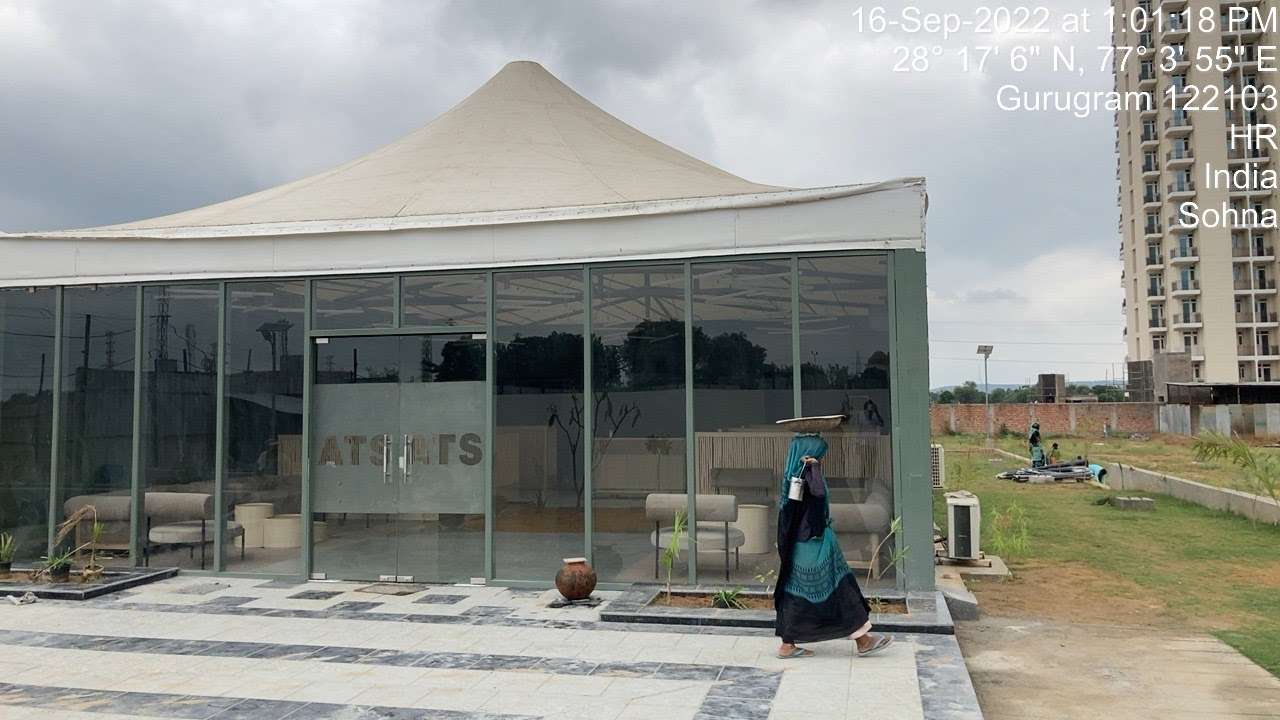 16-Sep-2022 at 1:01:18 PM
28° 17' 6" N, 77° 3' 55" E
Gurugram 122103
HR
India
Sohna
ATS ATS